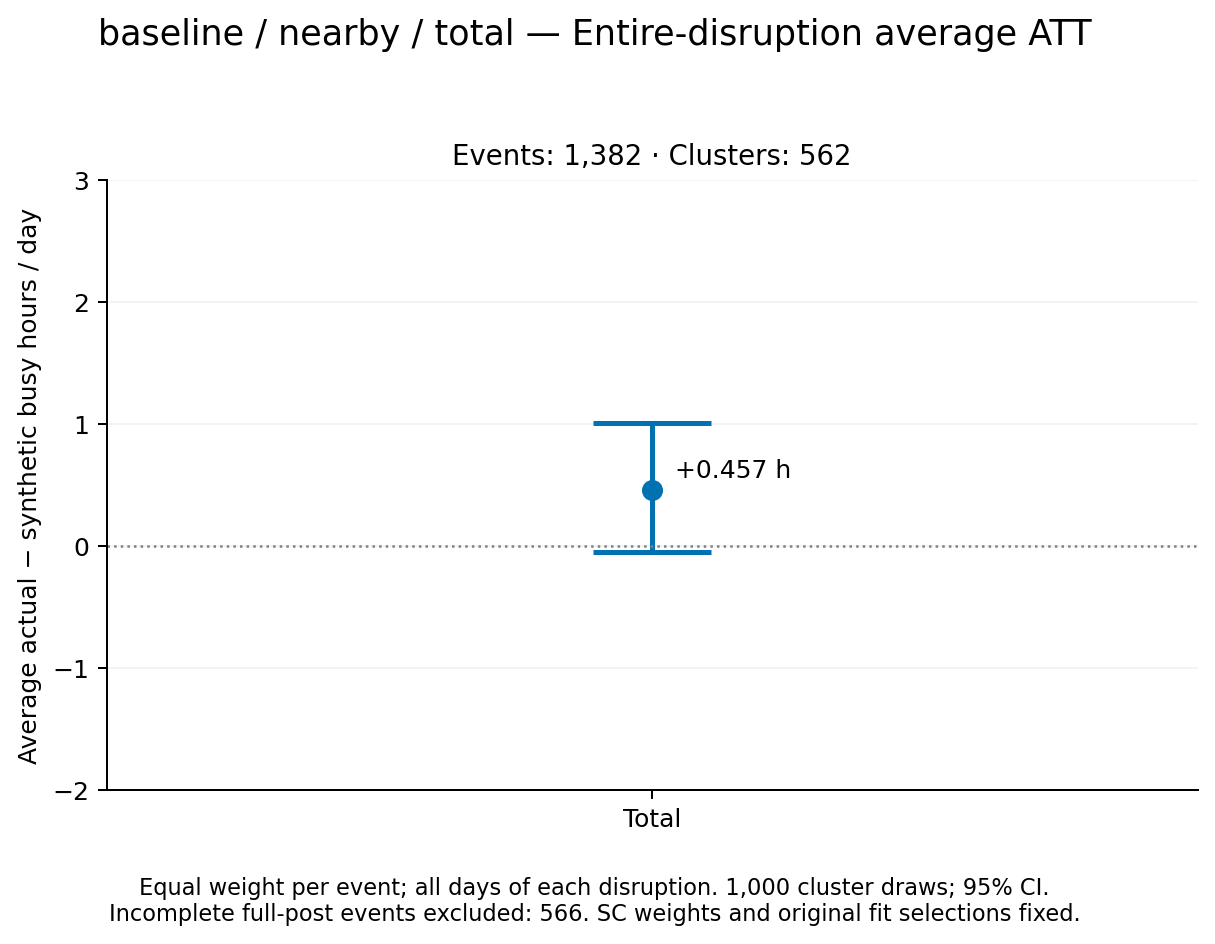 baseline / nearby / total — Entire-disruption average ATT
Events: 1,382 · Clusters: 562
Average actual − synthetic busy hours / day
3
2
1
0
−1
−2
+0.457 h
Total
Equal weight per event; all days of each disruption. 1,000 cluster draws; 95% CI.
Incomplete full-post events excluded: 566. SC weights and original fit selections fixed.